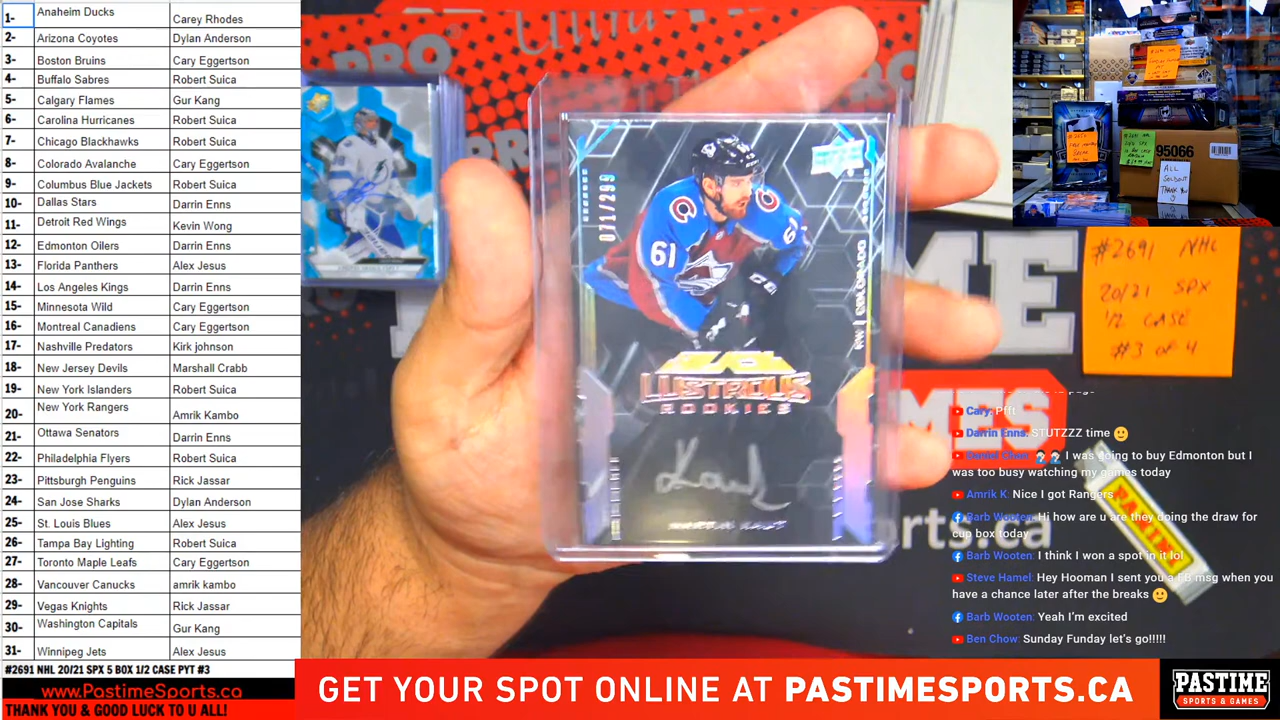 1- Anaheim Ducks Carey Rhodes
2- Arizona Coyotes Dylan Anderson
3- Boston Bruins Cary Eggertson
4- Buffalo Sabres Robert Suica
5- Calgary Flames Gur Kang
6- Carolina Hurricanes Robert Suica
7- Chicago Blackhawks Robert Suica
8- Colorado Avalanche Cary Eggertson
9- Columbus Blue Jackets Robert Suica
10- Dallas Stars Darrin Enns
11- Detroit Red Wings Kevin Wong
12- Edmonton Oilers Darrin Enns
13- Florida Panthers Alex Jesus
14- Los Angeles Kings Darrin Enns
15- Minnesota Wild Cary Eggertson
16- Montreal Canadiens Cary Eggertson
17- Nashville Predators Kirk johnson
18- New Jersey Devils Marshall Crabb
19- New York Islanders Robert Suica
20- New York Rangers Amrik Kambo
21- Ottawa Senators Darrin Enns
22- Philadelphia Flyers Robert Suica
23- Pittsburgh Penguins Rick Jassar
24- San Jose Sharks Dylan Anderson
25- St. Louis Blues Alex Jesus
26- Tampa Bay Lighting Robert Suica
27- Toronto Maple Leafs Cary Eggertson
28- Vancouver Canucks amrik kambo
29- Vegas Knights Rick Jassar
30- Washington Capitals Gur Kang
31- Winnipeg Jets Alex Jesus
#2691 NHL 20/21 SPX 5 BOX 1/2 CASE PYT #3
www.PastimeSports.ca
THANK YOU & GOOD LUCK TO U ALL!
071/299
61
RW | COLORADO
LUSTROUS
ROOKIES
MARTIN KAUT
95066
ALL
SOLDOUT
THANK YOU
#2691 NHL
20/21 SPX
1/2 CASE
#3 of 4
PANINI
Cary: Pfft
Darrin Enns: STUTZZZ time 🙂
I was going to buy Edmonton but I
was too busy watching my games today
Amrik K: Nice I got Rangers
Barb Wooten: Hi how are u are they doing the draw for
cup box today
Barb Wooten: I think I won a spot in it lol
Steve Hamel: Hey Hooman I sent you a FB msg when you
have a chance later after the breaks 🙂
Barb Wooten: Yeah I'm excited
Ben Chow: Sunday Funday let's go!!!!!
GET YOUR SPOT ONLINE AT PASTIMESPORTS.CA
PASTIME
SPORTS & GAMES